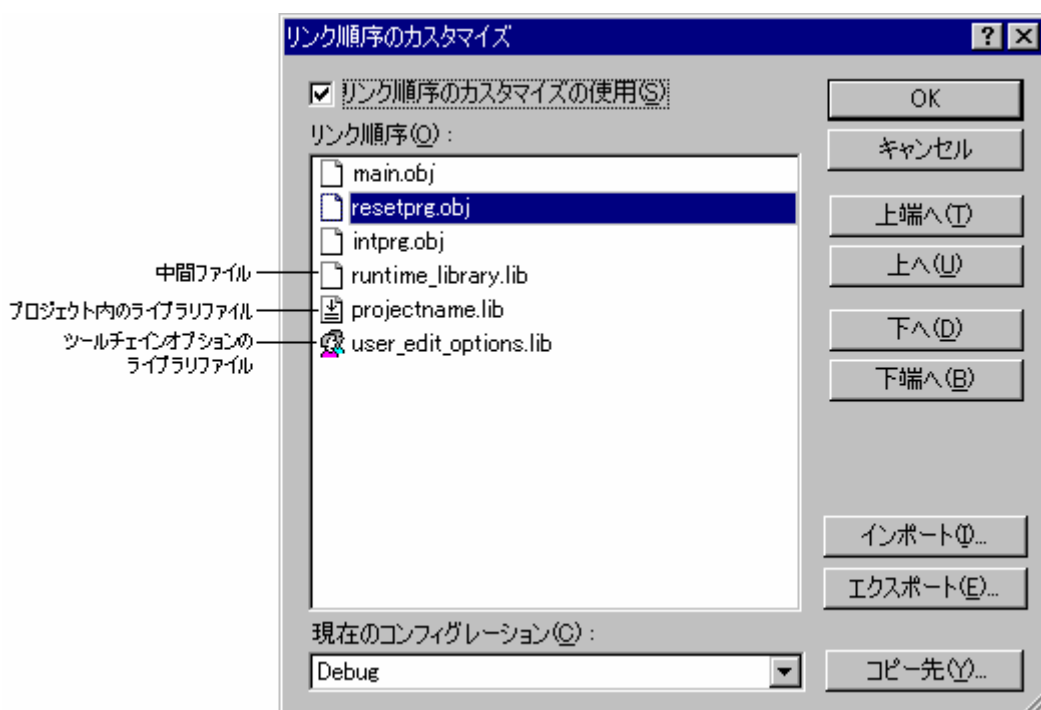 リンク順序のカスタマイズ
リンク順序のカスタマイズの使用(S)
OK
リンク順序(O):
キャンセル
main.obj
resetprg.obj
上端へ(T)
intprg.obj
上へ(U)
中間ファイル
runtime_library.lib
プロジェクト内のライブラリファイル
projectname.lib
下へ(D)
ツールチェインオプションの
ライブラリファイル
user_edit_options.lib
下端へ(B)
インポート(I)...
エクスポート(E)...
現在のコンフィグレーション(C):
Debug
コピー先(Y)...